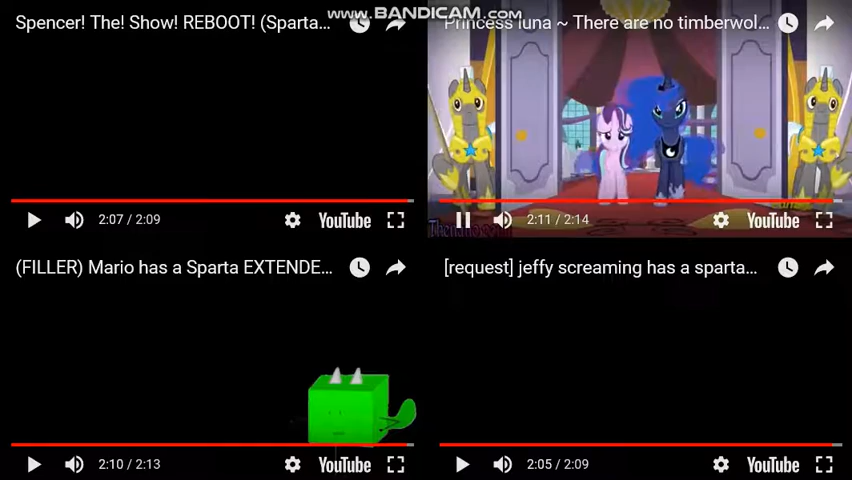 www.BANDICAM.com
Spencer! The! Show! REBOOT! (Sparta...
Princess luna ~ There are no timberwol...
2:07 / 2:09
YouTube
2:11 / 2:14
YouTube
(FILLER) Mario has a Sparta EXTENDE...
[request] jeffy screaming has a sparta...
2:10 / 2:13
YouTube
2:05 / 2:09
YouTube